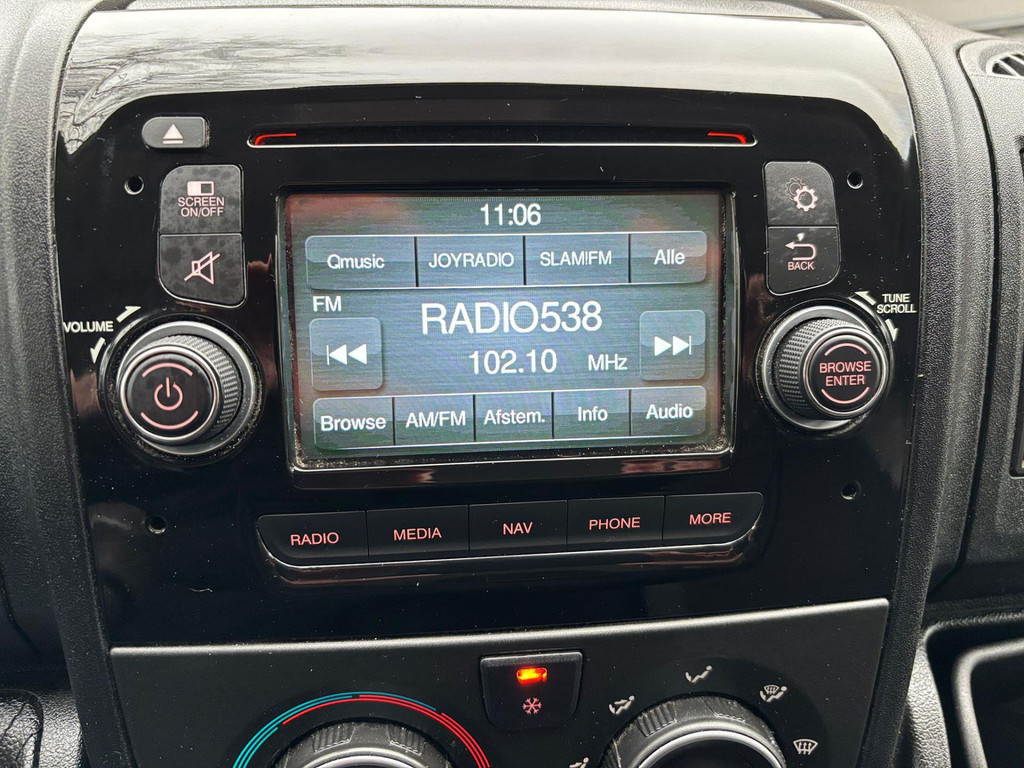 SCREEN
ON/OFF
11:06
Qmusic JOYRADIO SLAM!FM Alle
BACK
FM
VOLUME
TUNE
SCROLL
RADIO538
102.10 MHz
BROWSE
ENTER
Browse AM/FM Afstem. Info Audio
RADIO MEDIA NAV PHONE MORE